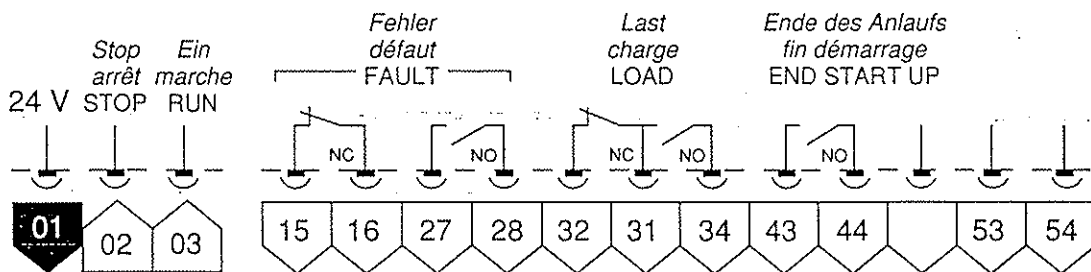 Fehler
défaut
FAULT
Last
charge
LOAD
Ende des Anlaufs
fin démarrage
END START UP
Stop
arrêt
STOP
Ein
marche
RUN
24 V
NC
NO
NC
NO
NO
01
02
03
15
16
27
28
32
31
34
43
44
53
54